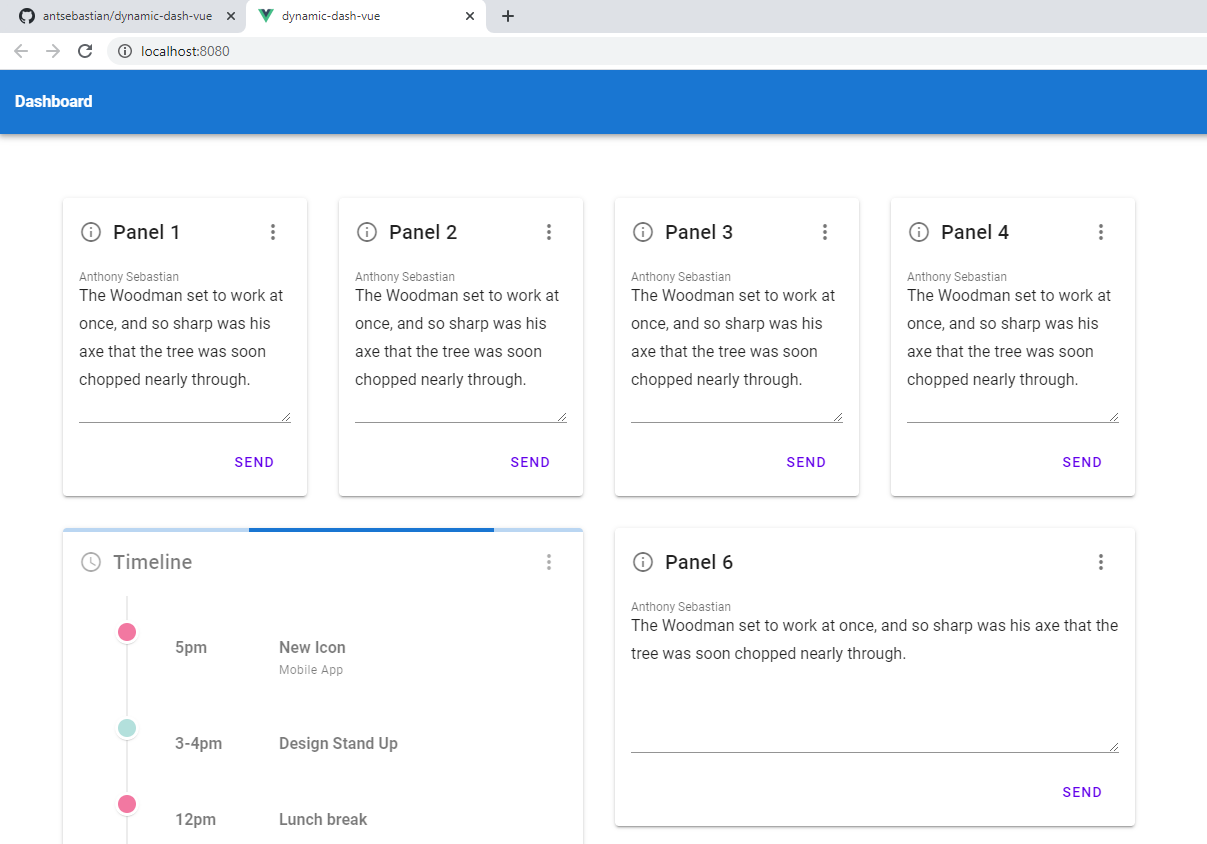 antsebastian/dynamic-dash-vue
dynamic-dash-vue
localhost:8080
Dashboard
Panel 1
Anthony Sebastian
The Woodman set to work at
once, and so sharp was his
axe that the tree was soon
chopped nearly through.
SEND
Panel 2
Anthony Sebastian
The Woodman set to work at
once, and so sharp was his
axe that the tree was soon
chopped nearly through.
SEND
Panel 3
Anthony Sebastian
The Woodman set to work at
once, and so sharp was his
axe that the tree was soon
chopped nearly through.
SEND
Panel 4
Anthony Sebastian
The Woodman set to work at
once, and so sharp was his
axe that the tree was soon
chopped nearly through.
SEND
Timeline
5pm New Icon
Mobile App
3-4pm Design Stand Up
12pm Lunch break
Panel 6
Anthony Sebastian
The Woodman set to work at once, and so sharp was his axe that the
tree was soon chopped nearly through.
SEND